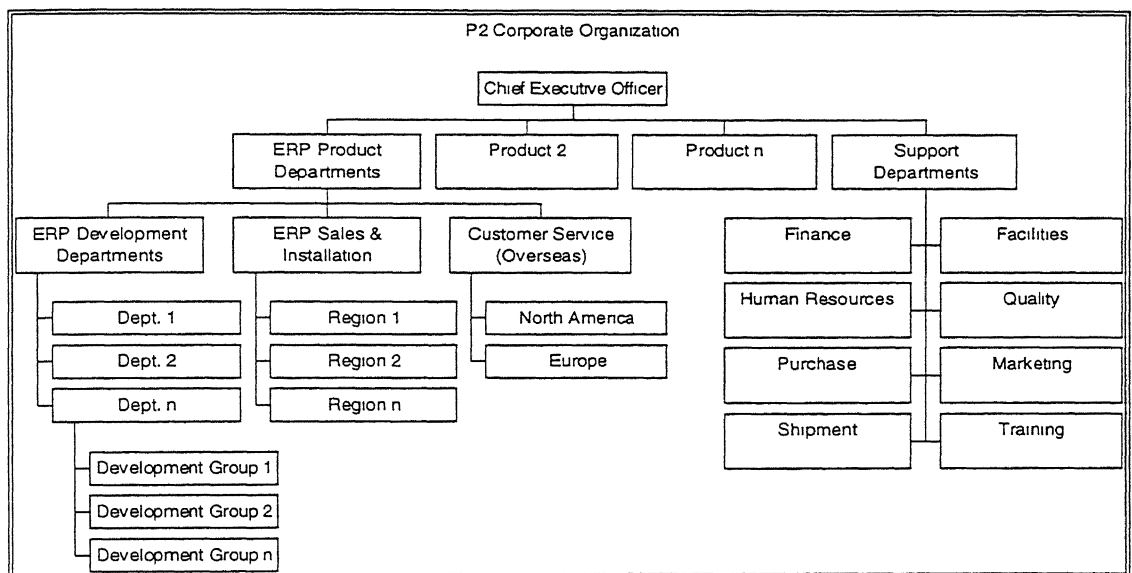 P2 Corporate Organization
Chief Executive Officer
ERP Product
Departments
Product 2
Product n
Support
Departments
ERP Development
Departments
ERP Sales &
Installation
Customer Service
(Overseas)
Finance
Facilities
Human Resources
Quality
Purchase
Marketing
Shipment
Training
Dept. 1
Dept. 2
Dept. n
Region 1
Region 2
Region n
North America
Europe
Development Group 1
Development Group 2
Development Group n